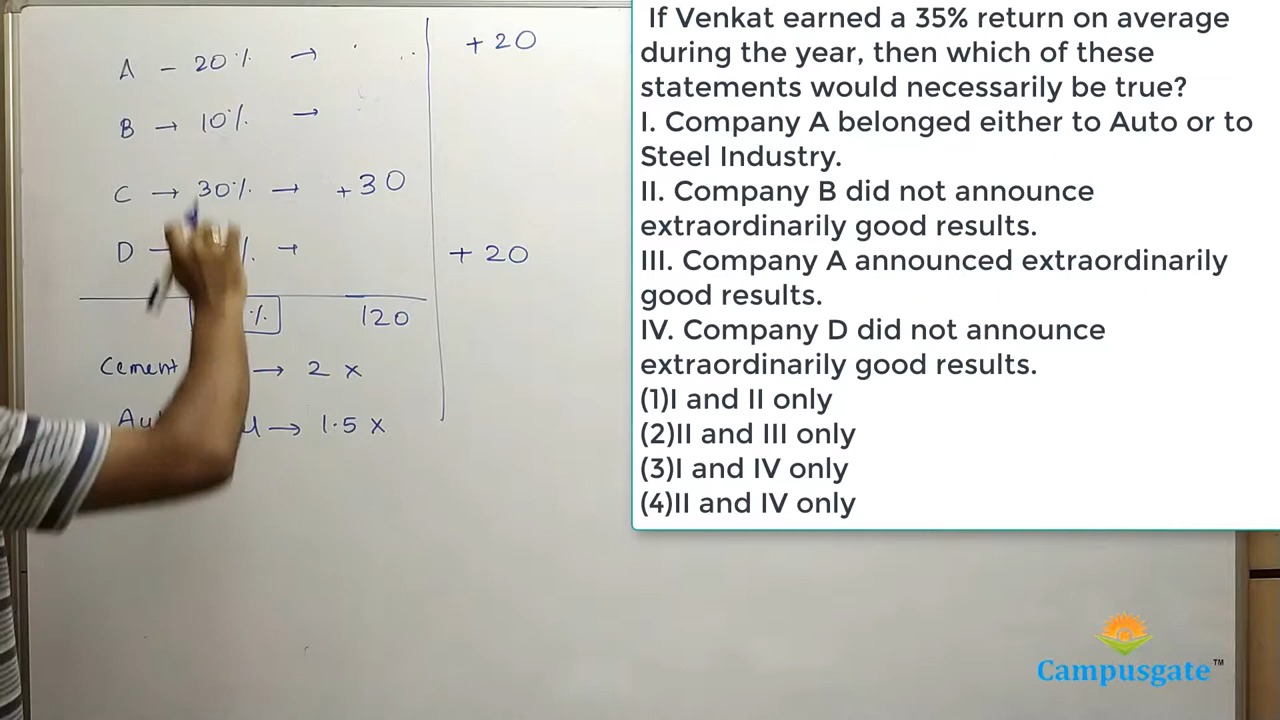 A - 20% →
+20
B → 10% →
C → 30% → +30
D → %. →
+20
% 120
Cement → 2 x
→ 1.5 x
If Venkat earned a 35% return on average
during the year, then which of these
statements would necessarily be true?
I. Company A belonged either to Auto or to
Steel Industry.
II. Company B did not announce
extraordinarily good results.
III. Company A announced extraordinarily
good results.
IV. Company D did not announce
extraordinarily good results.
(1)I and II only
(2)II and III only
(3)I and IV only
(4)II and IV only
Campusgate™